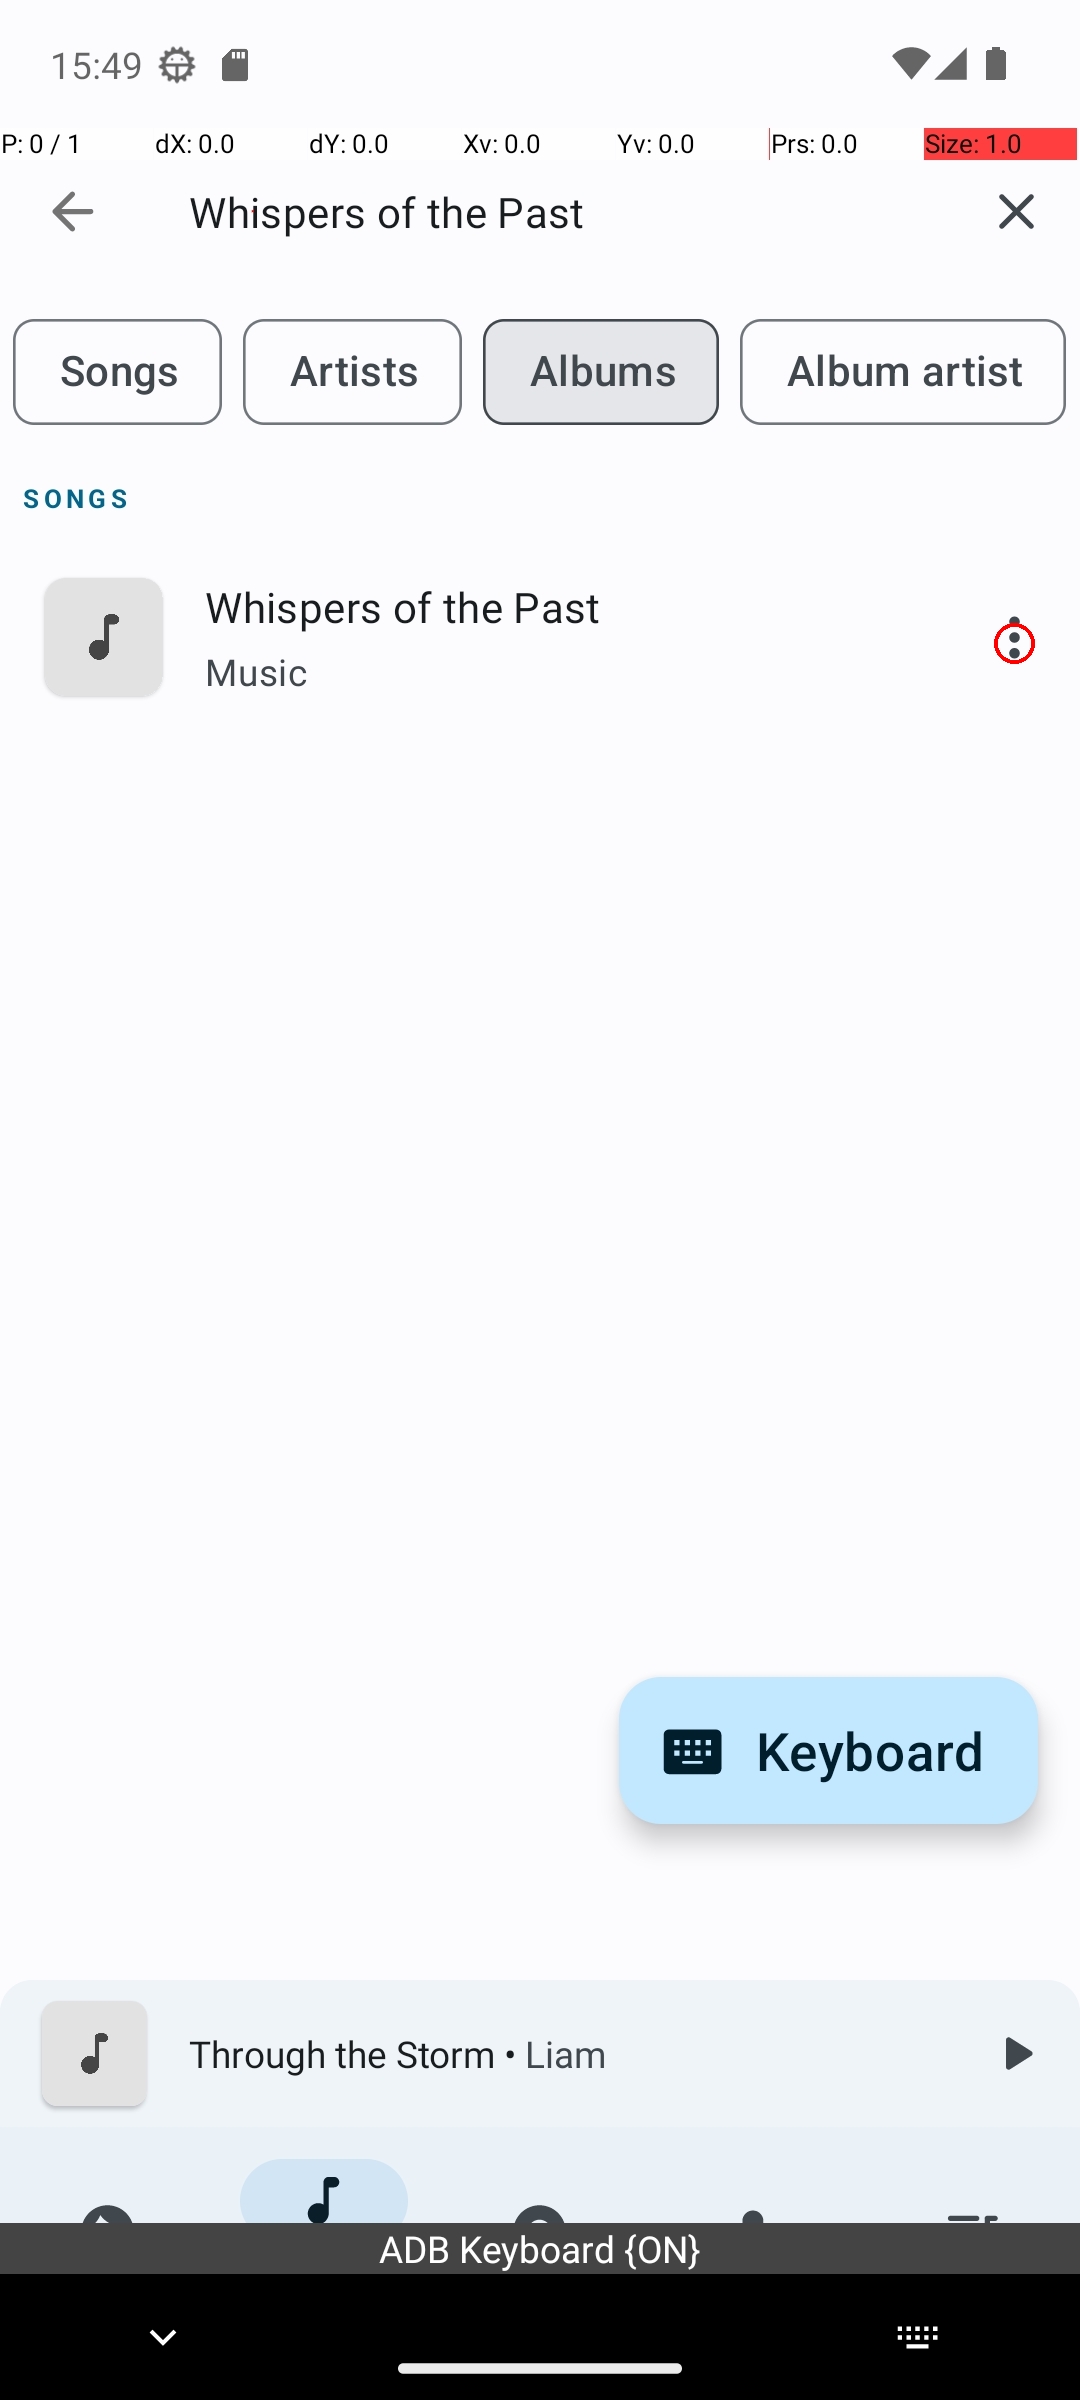 15:49
P: 0 / 1 dX: 0.0 dY: 0.0 Xv: 0.0 Yv: 0.0 Prs: 0.0 Size: 1.0
Whispers of the Past
Songs Artists Albums Album artist
SONGS
Whispers of the Past
Music
Keyboard
Through the Storm • Liam
ADB Keyboard {ON}